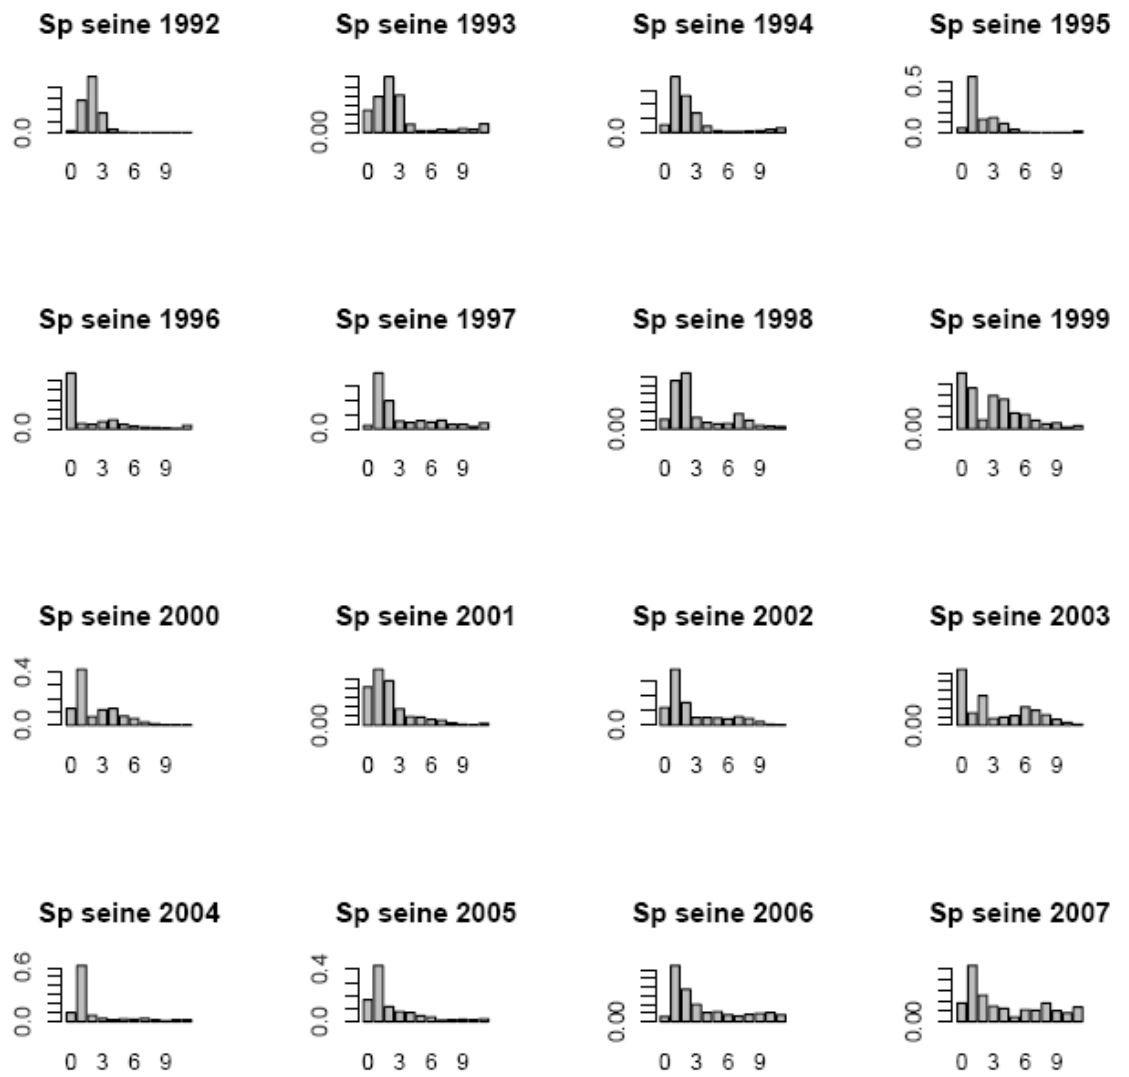 Sp seine 1992 Sp seine 1993 Sp seine 1994 Sp seine 1995
0.0 0.00 0.0 0.0 0.5
0 3 6 9 0 3 6 9 0 3 6 9 0 3 6 9
Sp seine 1996 Sp seine 1997 Sp seine 1998 Sp seine 1999
0.0 0.0 0.00 0.00
0 3 6 9 0 3 6 9 0 3 6 9 0 3 6 9
Sp seine 2000 Sp seine 2001 Sp seine 2002 Sp seine 2003
0.0 0.4 0.00 0.0 0.00
0 3 6 9 0 3 6 9 0 3 6 9 0 3 6 9
Sp seine 2004 Sp seine 2005 Sp seine 2006 Sp seine 2007
0.0 0.6 0.0 0.4 0.00 0.00
0 3 6 9 0 3 6 9 0 3 6 9 0 3 6 9